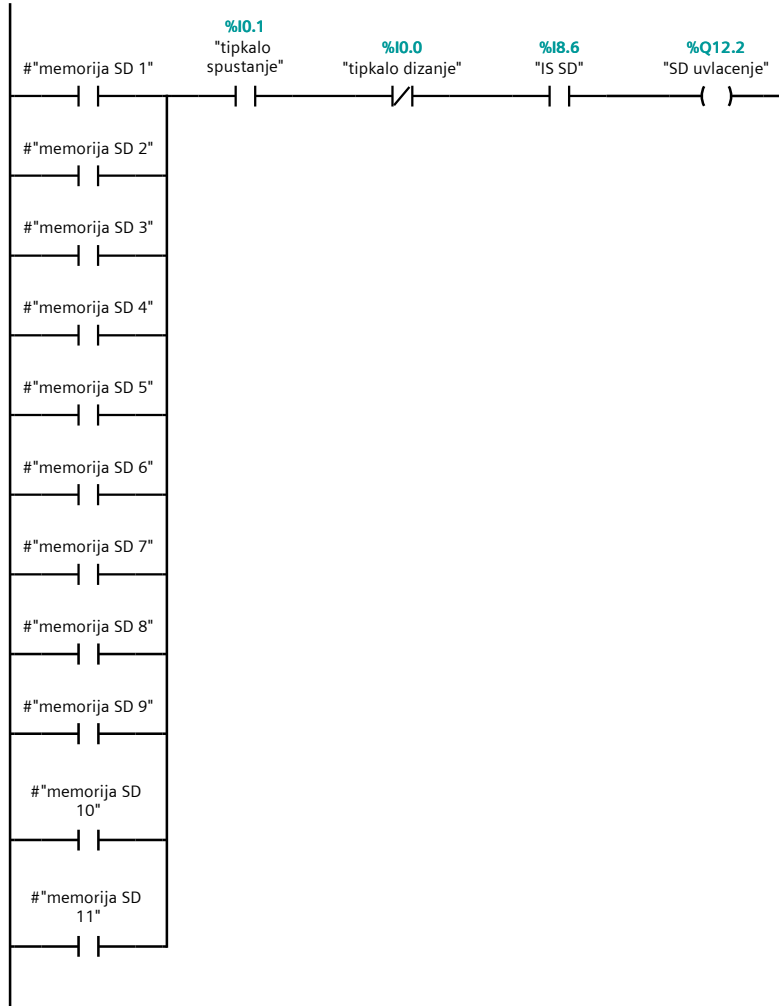 %I0.1
"tipkalo
spustanje"
%I0.0
"tipkalo dizanje"
%I8.6
"IS SD"
%Q12.2
"SD uvlacenje"
#"memorija SD 1"
#"memorija SD 2"
#"memorija SD 3"
#"memorija SD 4"
#"memorija SD 5"
#"memorija SD 6"
#"memorija SD 7"
#"memorija SD 8"
#"memorija SD 9"
#"memorija SD
10"
#"memorija SD
11"